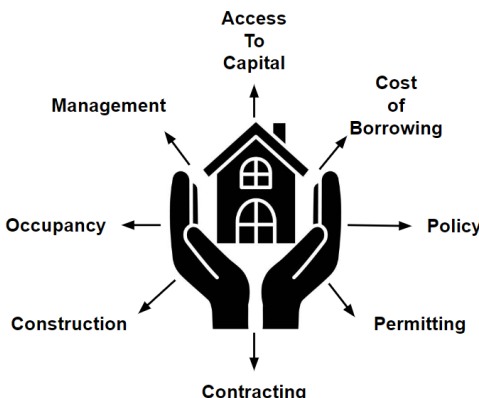 Access
To
Capital
Cost
of
Borrowing
Policy
Permitting
Contracting
Construction
Occupancy
Management